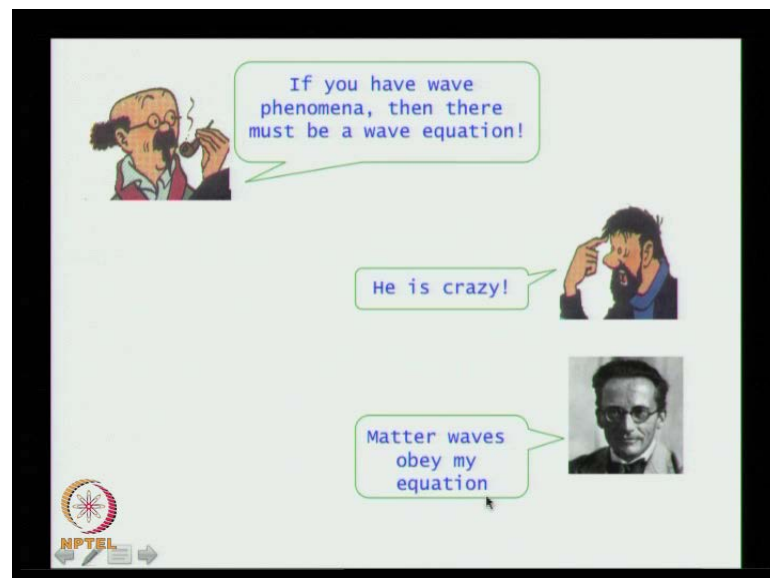 If you have wave
phenomena, then there
must be a wave equation!
He is crazy!
Matter waves
obey my
equation
NPTEL